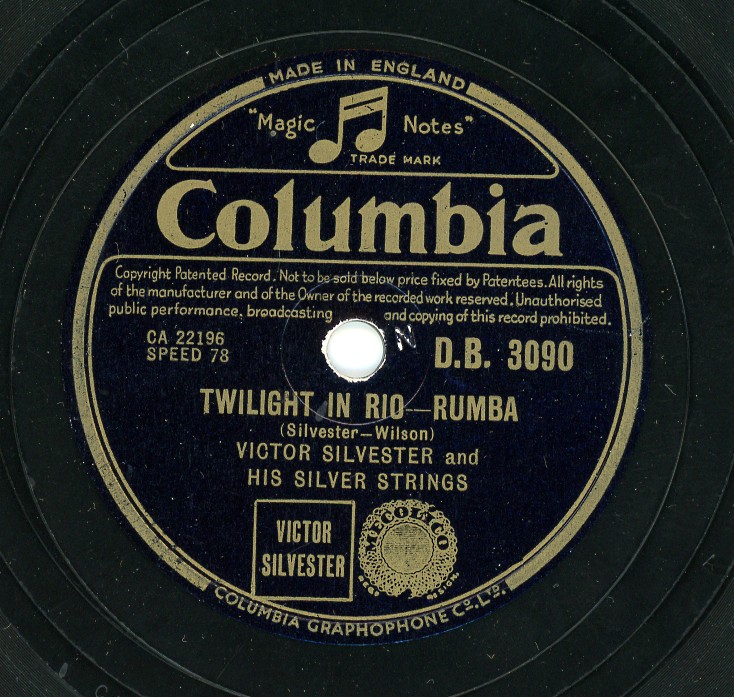 MADE IN ENGLAND
"Magic Notes"
TRADE MARK
Columbia
Copyright Patented Record. Not to be sold below price fixed by Patentees. All rights
of the manufacturer and of the Owner of the recorded work reserved. Unauthorised
public performance, broadcasting and copying of this record prohibited.
CA 22196
SPEED 78
N
D.B. 3090
TWILIGHT IN RIO—RUMBA
(Silvester—Wilson)
VICTOR SILVESTER and
HIS SILVER STRINGS
VICTOR
SILVESTER
MECOLICO
COLUMBIA GRAPHOPHONE CO. LTD.